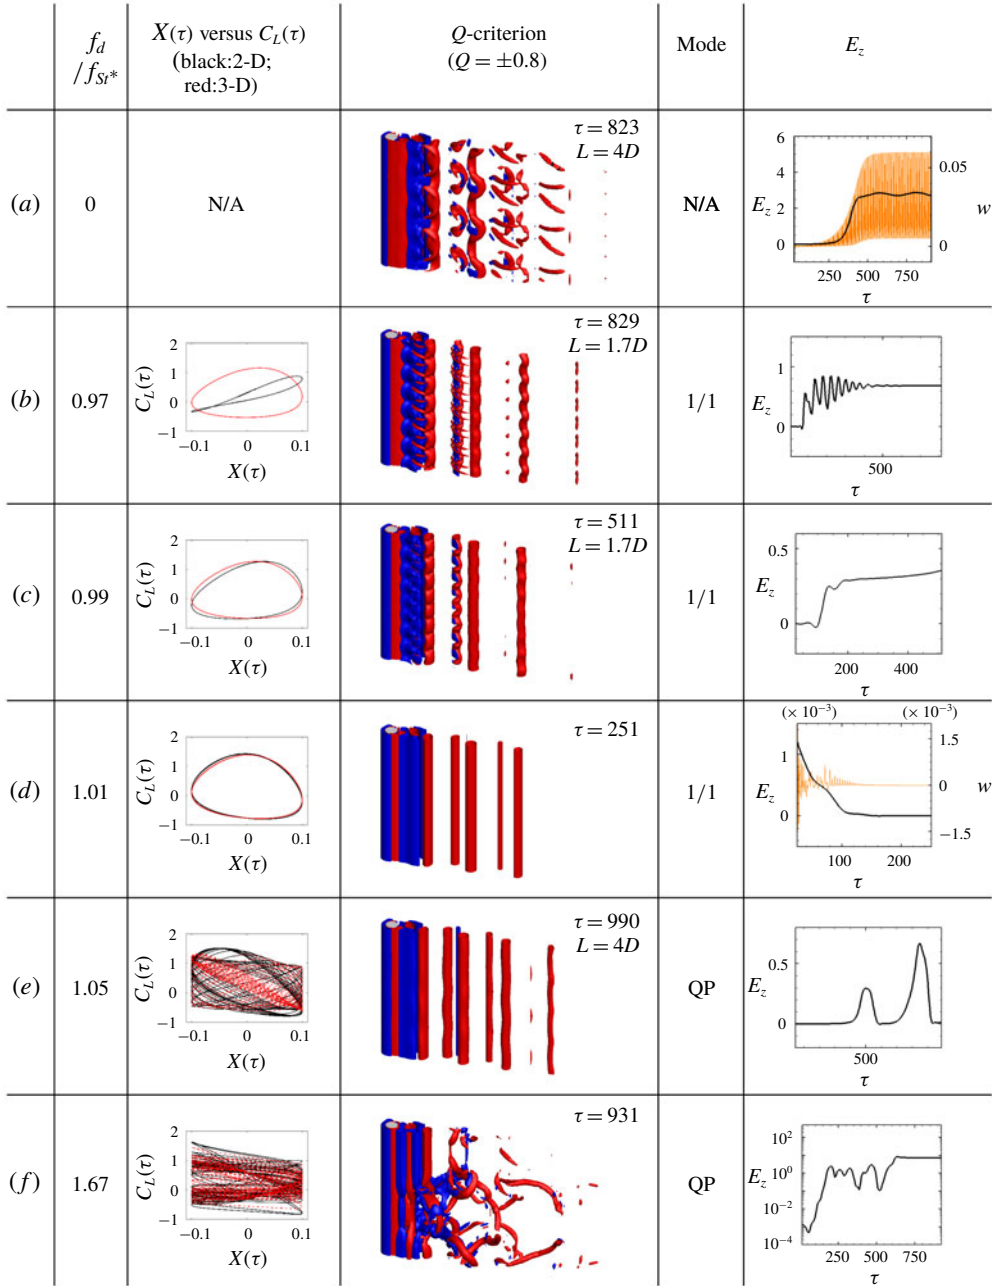 f_d
/f_{St*}
X(τ) versus C_L(τ)
(black:2-D;
red:3-D)
Q-criterion
(Q = ±0.8)
Mode
E_z
(a)
0
N/A
τ = 823
L = 4D
N/A
6
4
E_z
2
0
0.05
w
0
250 500 750
τ
(b)
0.97
2
1
0
−1
C_L(τ)
−0.1 0 0.1
X(τ)
τ = 829
L = 1.7D
1/1
1
E_z
0
500
τ
(c)
0.99
2
1
0
−1
C_L(τ)
−0.1 0 0.1
X(τ)
τ = 511
L = 1.7D
1/1
0.5
E_z
0
200 400
τ
(d)
1.01
2
1
0
−1
C_L(τ)
−0.1 0 0.1
X(τ)
τ = 251
1/1
(× 10^{−3}) (× 10^{−3})
1
E_z
0
1.5
0
w
−1.5
100 200
τ
(e)
1.05
2
1
0
−1
C_L(τ)
−0.1 0 0.1
X(τ)
τ = 990
L = 4D
QP
0.5
E_z
0
500
τ
(f)
1.67
2
1
0
−1
C_L(τ)
−0.1 0 0.1
X(τ)
τ = 931
QP
10^2
E_z
10^0
10^{−2}
10^{−4}
250 500 750
τ